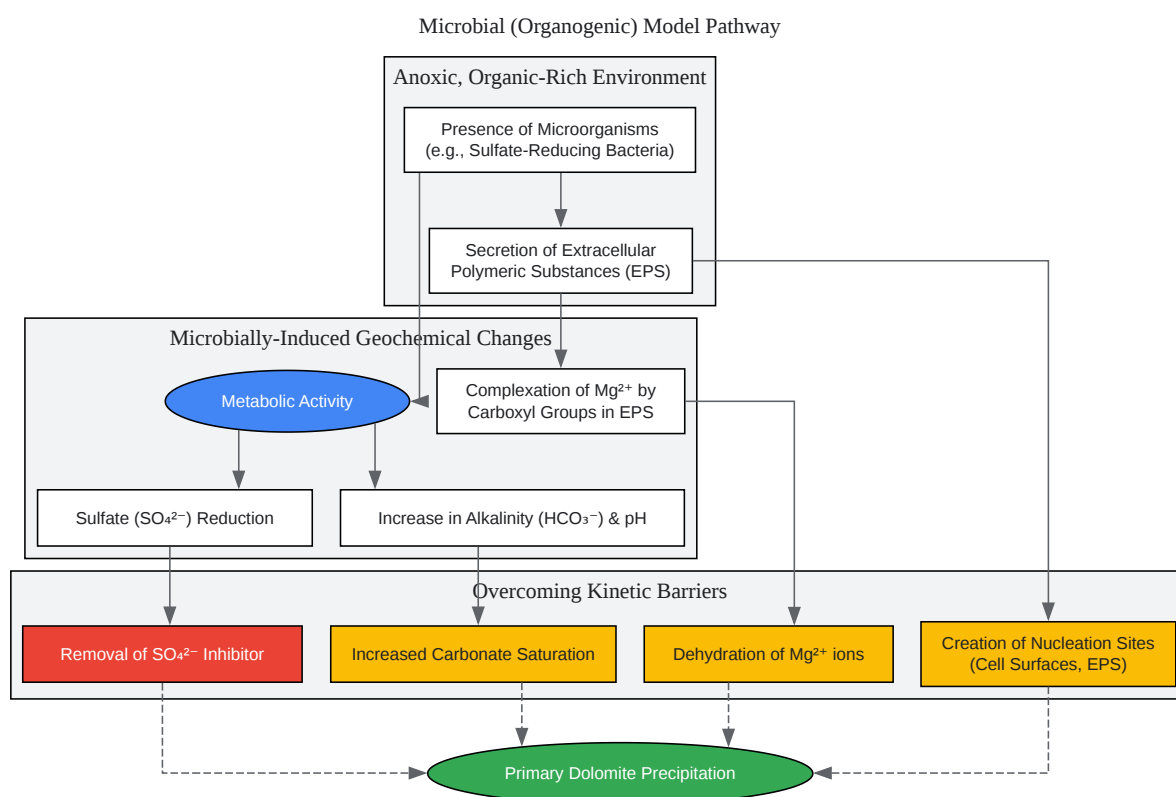 Microbial (Organogenic) Model Pathway
Anoxic, Organic-Rich Environment
Presence of Microorganisms
(e.g., Sulfate-Reducing Bacteria)
Secretion of Extracellular
Polymeric Substances (EPS)
Microbially-Induced Geochemical Changes
Metabolic Activity
Complexation of Mg²⁺ by
Carboxyl Groups in EPS
Sulfate (SO₄²⁻) Reduction
Increase in Alkalinity (HCO₃⁻) & pH
Overcoming Kinetic Barriers
Removal of SO₄²⁻ Inhibitor
Increased Carbonate Saturation
Dehydration of Mg²⁺ ions
Creation of Nucleation Sites
(Cell Surfaces, EPS)
Primary Dolomite Precipitation